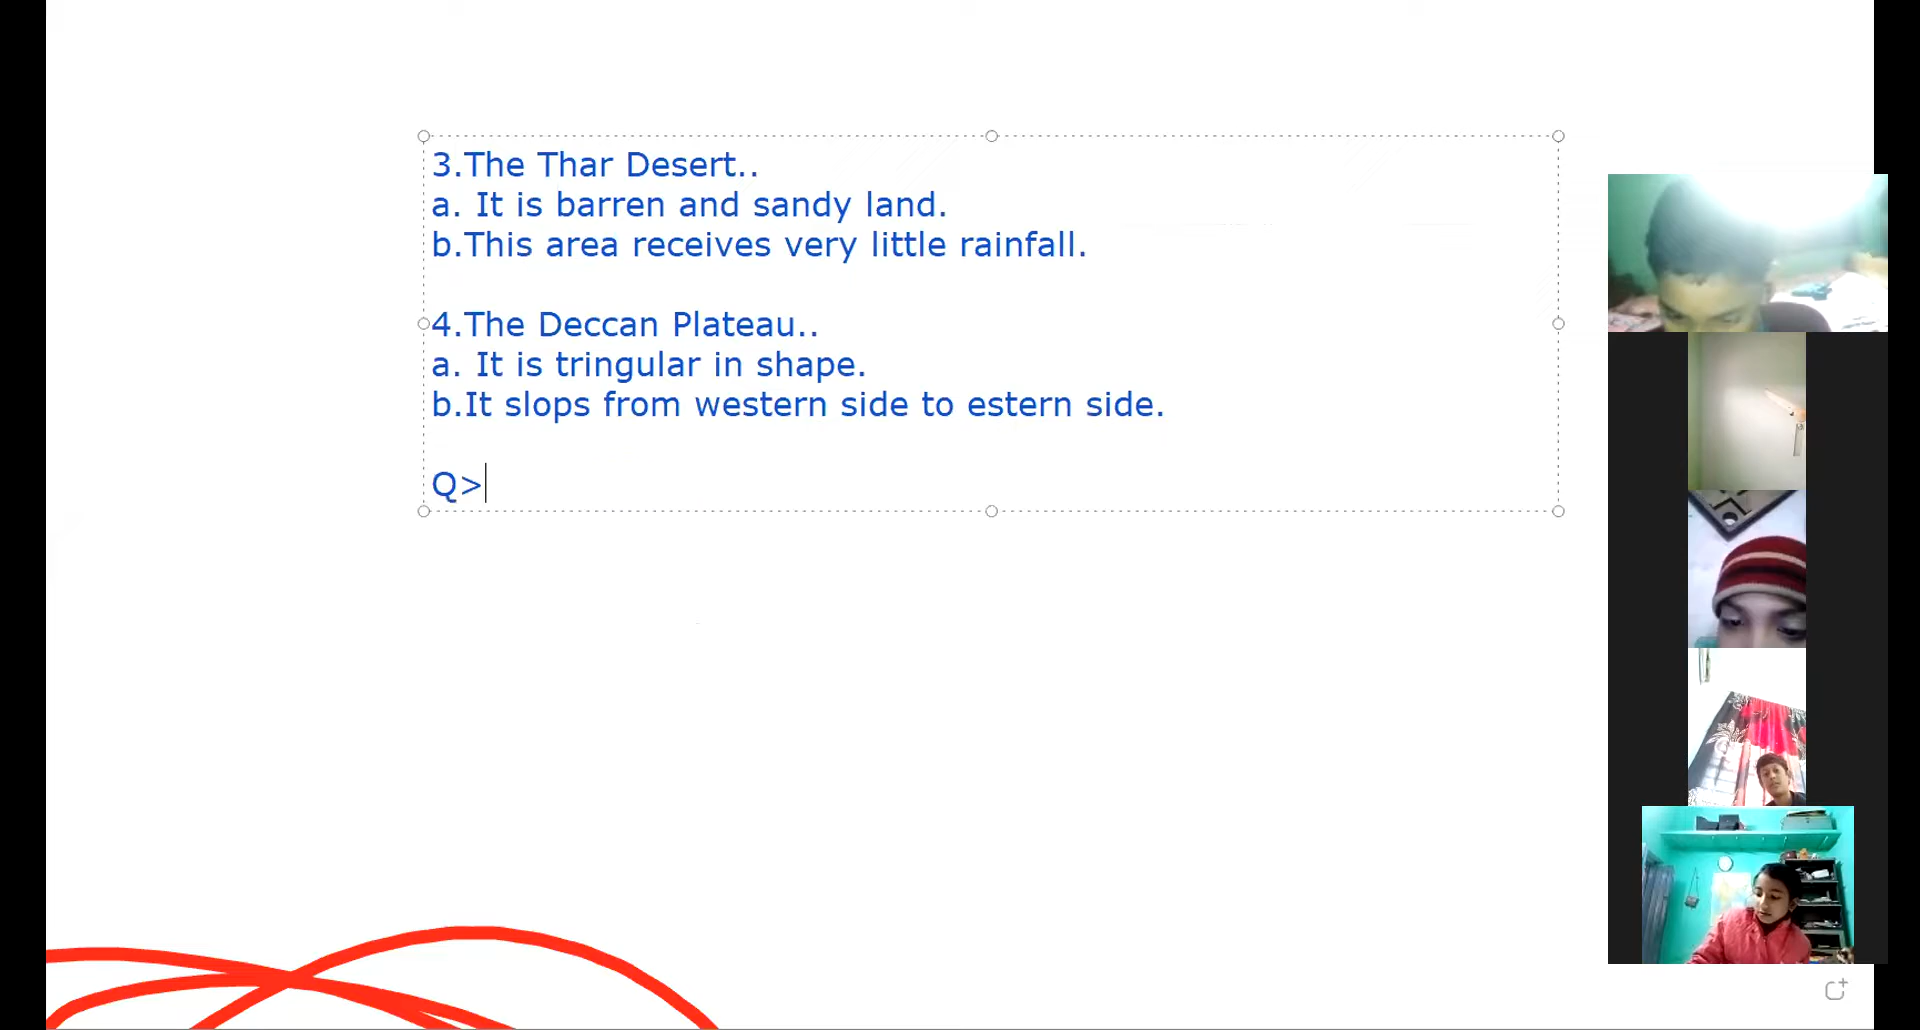 3.The Thar Desert..
a. It is barren and sandy land.
b.This area receives very little rainfall.
4.The Deccan Plateau..
a. It is tringular in shape.
b.It slops from western side to estern side.
Q>